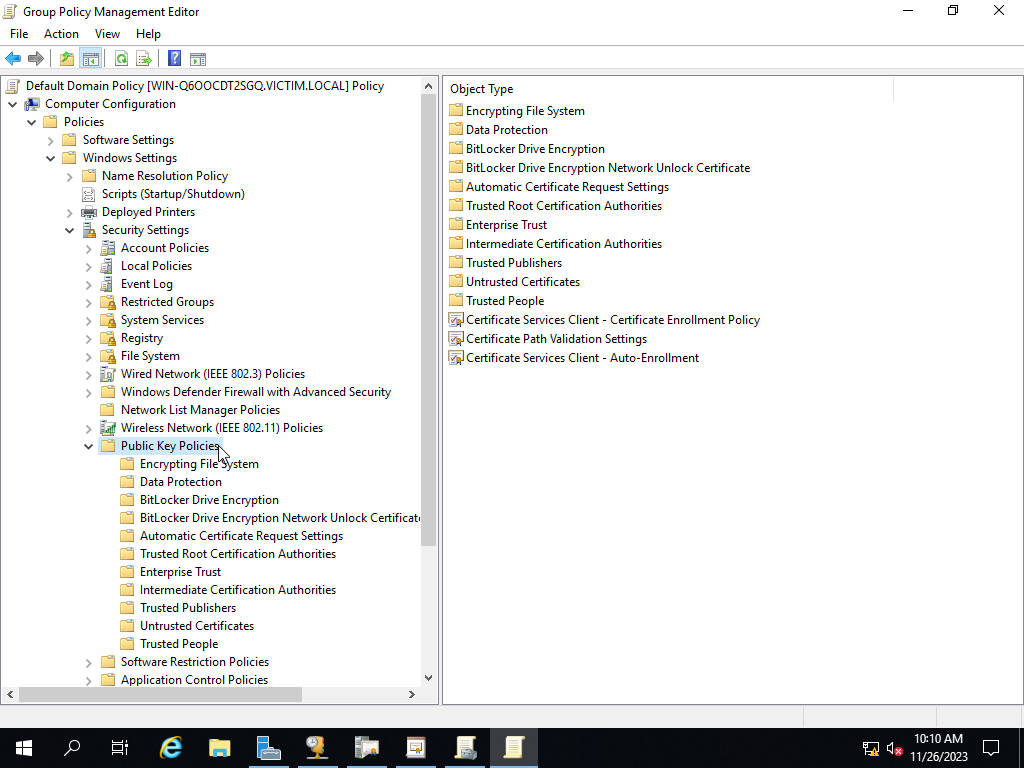 Group Policy Management Editor
File Action View Help
Default Domain Policy [WIN-Q6OOCDT2SGQ.VICTIM.LOCAL] Policy
Computer Configuration
Policies
Software Settings
Windows Settings
Name Resolution Policy
Scripts (Startup/Shutdown)
Deployed Printers
Security Settings
Account Policies
Local Policies
Event Log
Restricted Groups
System Services
Registry
File System
Wired Network (IEEE 802.3) Policies
Windows Defender Firewall with Advanced Security
Network List Manager Policies
Wireless Network (IEEE 802.11) Policies
Public Key Policies
Encrypting File System
Data Protection
BitLocker Drive Encryption
BitLocker Drive Encryption Network Unlock Certificat
Automatic Certificate Request Settings
Trusted Root Certification Authorities
Enterprise Trust
Intermediate Certification Authorities
Trusted Publishers
Untrusted Certificates
Trusted People
Software Restriction Policies
Application Control Policies
Object Type
Encrypting File System
Data Protection
BitLocker Drive Encryption
BitLocker Drive Encryption Network Unlock Certificate
Automatic Certificate Request Settings
Trusted Root Certification Authorities
Enterprise Trust
Intermediate Certification Authorities
Trusted Publishers
Untrusted Certificates
Trusted People
Certificate Services Client - Certificate Enrollment Policy
Certificate Path Validation Settings
Certificate Services Client - Auto-Enrollment
10:10 AM
11/26/2023